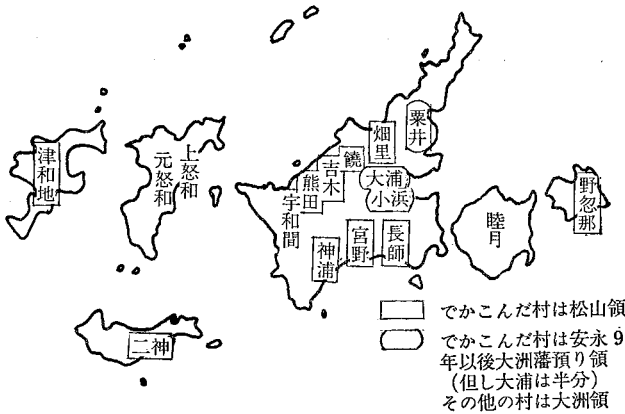 津和地
元怒和
上怒和
二神
宇和間
熊田
吉木
饒
畑里
粟井
大浦
小浜
神浦
宮野
長師
睦月
野忽那
でかこんだ村は松山領
でかこんだ村は安永9
年以後大洲藩預り領
(但し大浦は半分)
その他の村は大洲領